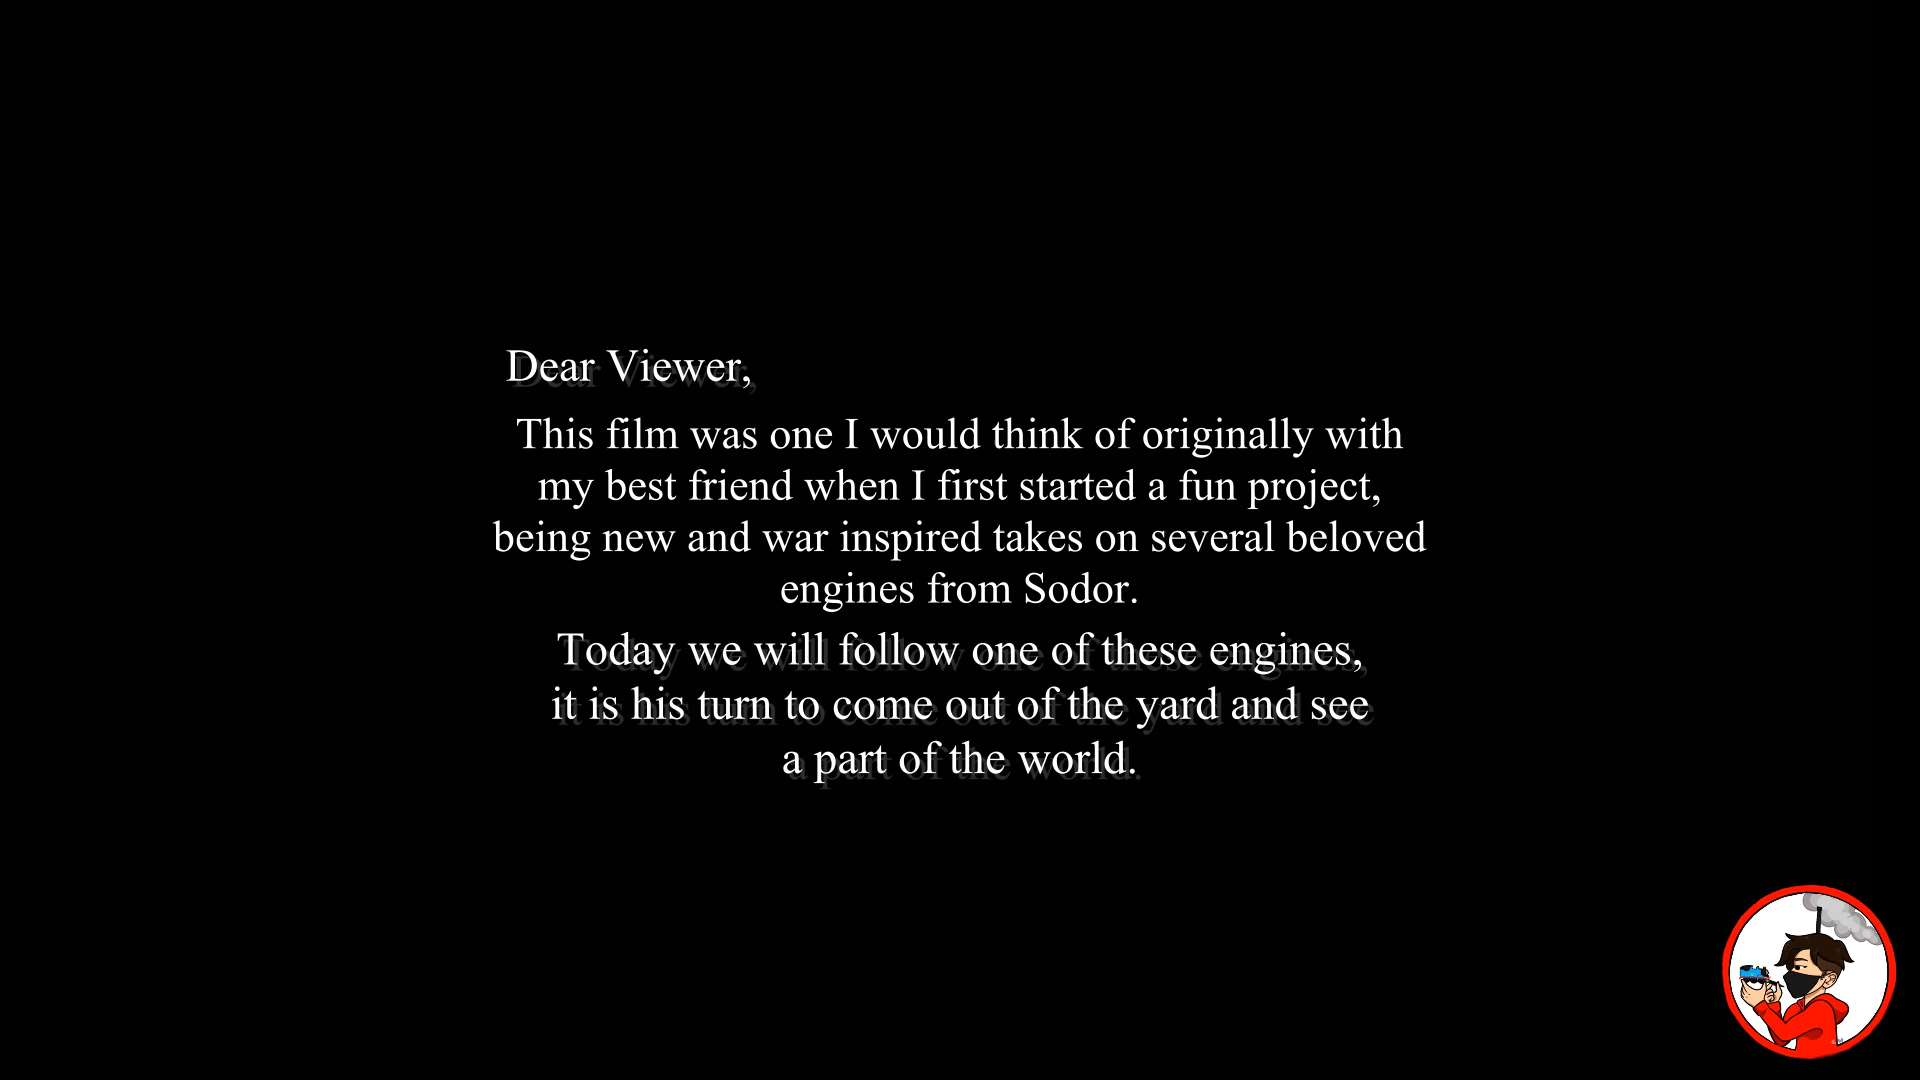 Dear Viewer,
This film was one I would think of originally with
my best friend when I first started a fun project,
being new and war inspired takes on several beloved
engines from Sodor.
Today we will follow one of these engines,
it is his turn to come out of the yard and see
a part of the world.